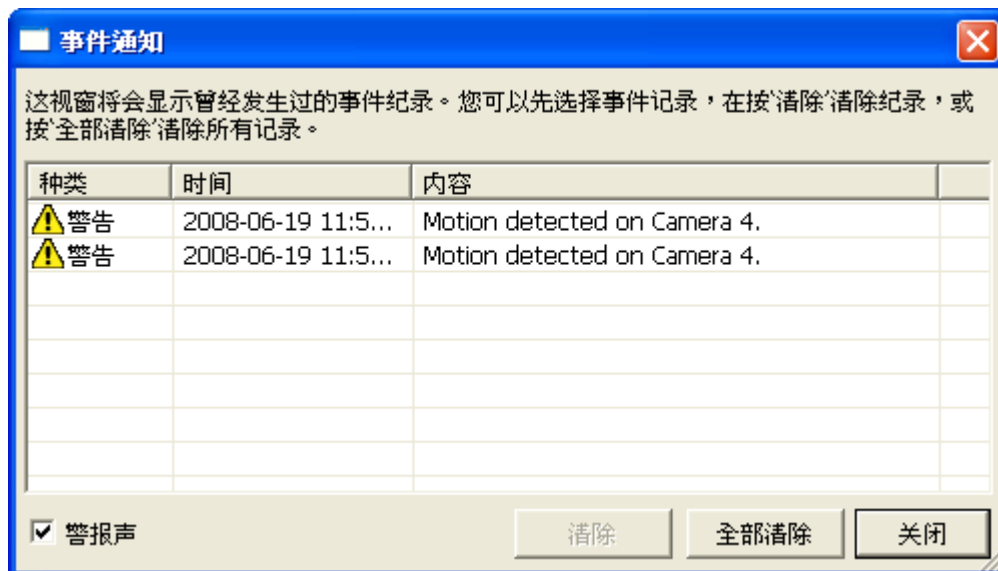 事件通知
这视窗将会显示曾经发生过的事件纪录。您可以先选择事件记录，在按‵清除′清除纪录，或
按‵全部清除′清除所有记录。
种类 时间 内容
警告 2008-06-19 11:5... Motion detected on Camera 4.
警告 2008-06-19 11:5... Motion detected on Camera 4.
警报声 清除 全部清除 关闭